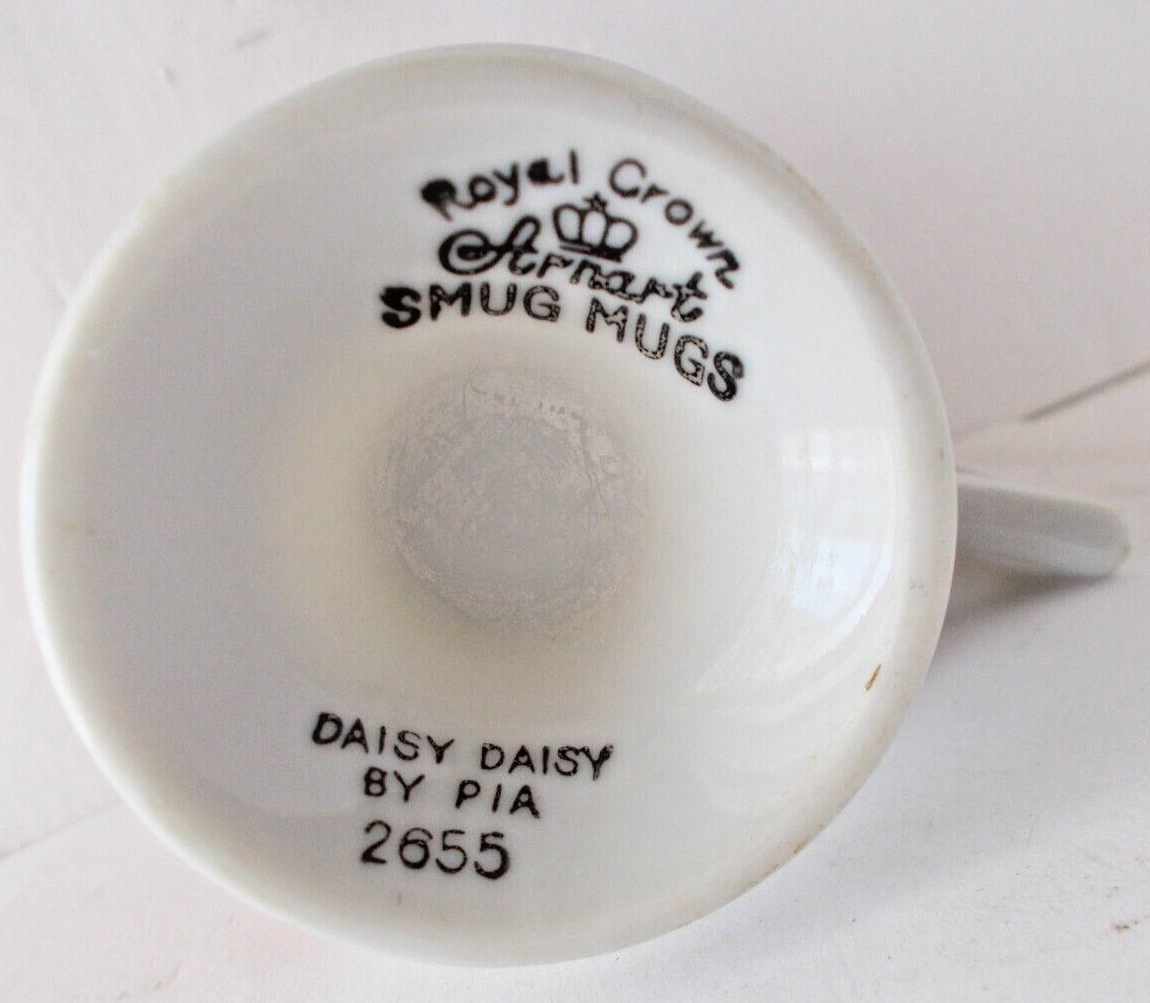 Royal Crown
Arnart
SMUG MUGS
DAISY DAISY
BY PIA
2655